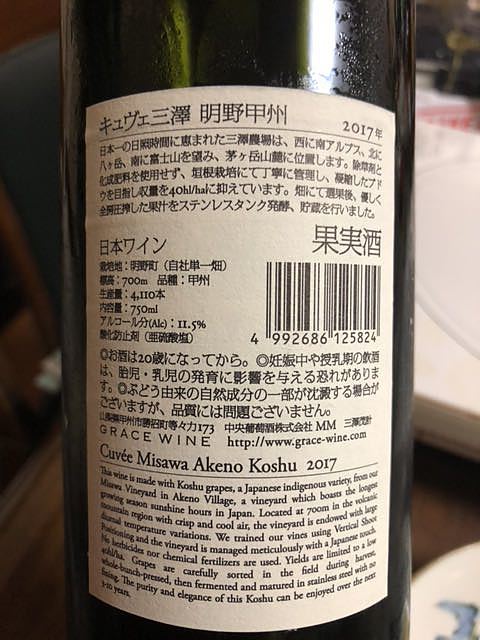 キュヴェ三澤 明野甲州 2017年
日本一の日照時間に恵まれた三澤農場は、西に南アルプス、北に
八ヶ岳、南に富士山を望み、茅ヶ岳山麓に位置します。除草剤と
化成肥料を使用せず、垣根栽培にて丁寧に管理し、凝縮したブド
ウを目指し収量を40hl/haに抑えています。畑にて選果後、優しく
全房圧搾した果汁をステンレスタンク発酵、貯蔵を行いました。
日本ワイン 果実酒
栽培地：明野町（自社単一畑）
標高：700m 品種：甲州
生産量：4,110本
内容量：750ml
アルコール分(Alc)：11.5%
酸化防止剤（亜硫酸塩）
4 992686 125824
◎お酒は20歳になってから。◎妊娠中や授乳期の飲酒
は、胎児・乳児の発育に影響を与える恐れがありま
す。◎ぶどう由来の自然成分の一部が沈澱する場合が
ございますが、品質には問題ございません。
山梨県甲州市勝沼町等々力173 中央葡萄酒株式会社 MM 三澤茂計
GRACE WINE http://www.grace-wine.com
Cuvée Misawa Akeno Koshu 2017
This wine is made with Koshu grapes, a Japanese indigenous variety, from our
Misawa Vineyard in Akeno Village, a vineyard which boasts the longest
growing season sunshine hours in Japan. Located at 700m in the volcanic
mountain region with crisp and cool air, the vineyard is endowed with large
diurnal temperature variations. We trained our vines using Vertical Shoot
Positioning and the vineyard is managed meticulously with a Japanese touch.
No herbicides nor chemical fertilizers are used. Yields are limited to a low
40hl/ha. Grapes are carefully sorted in the field during harvest,
whole-bunch-pressed, then fermented and matured in stainless steel with no
fining. The purity and elegance of this Koshu can be enjoyed over the next
3-10 years.